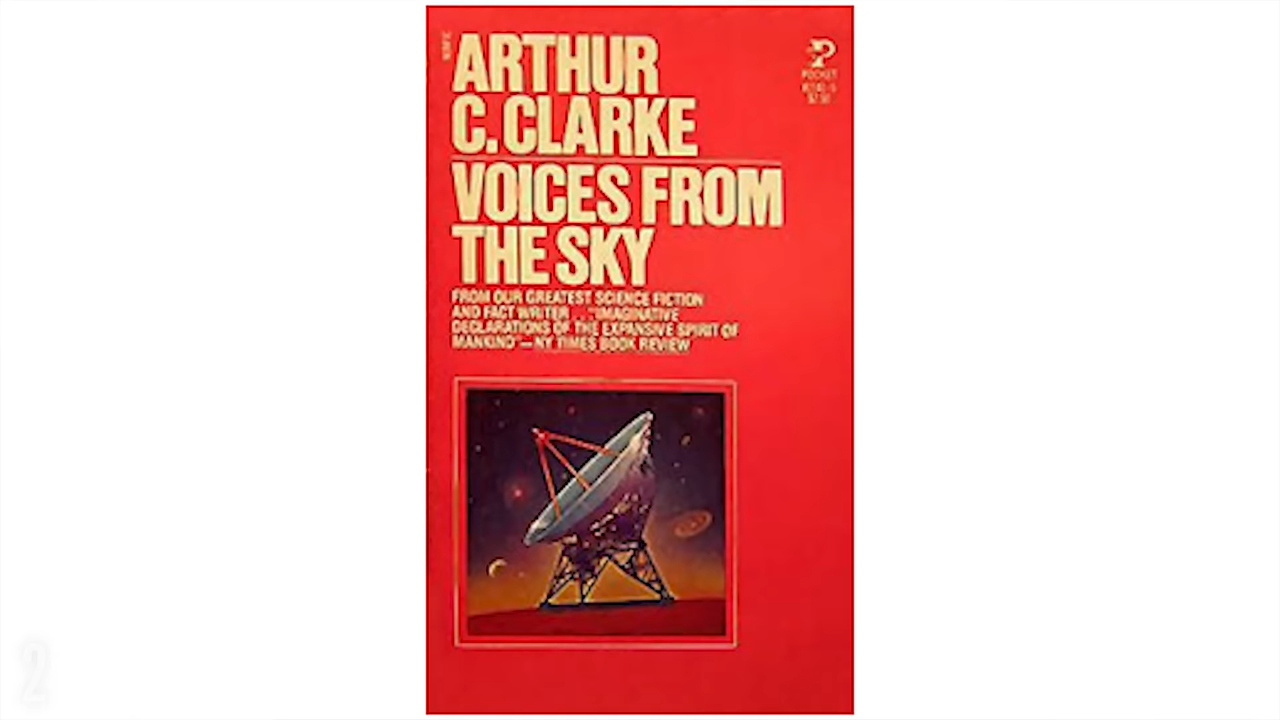 ARTHUR
C. CLARKE
VOICES FROM
THE SKY
FROM OUR GREATEST SCIENCE FICTION
AND FACT WRITER . . . "IMAGINATIVE
DECLARATIONS OF THE EXPANSIVE SPIRIT OF
MANKIND"—NY TIMES BOOK REVIEW
POCKET
2